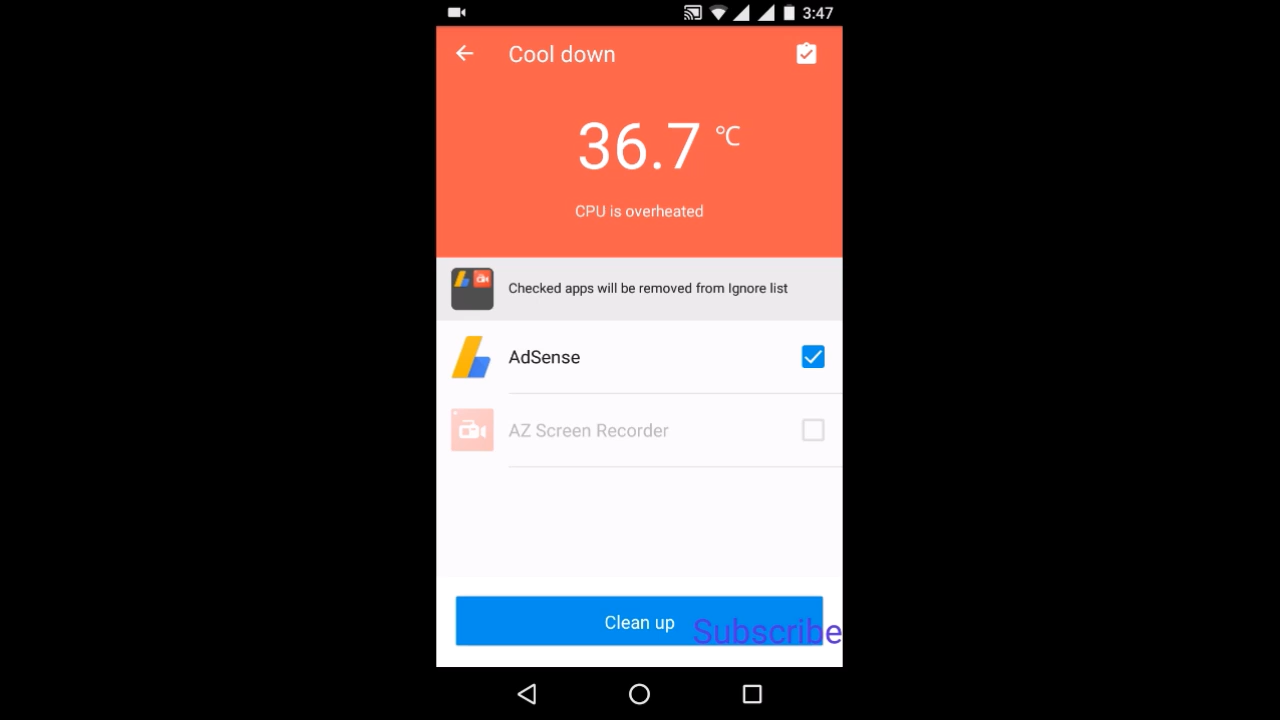 3:47
Cool down
36.7 °C
CPU is overheated
Checked apps will be removed from Ignore list
AdSense
AZ Screen Recorder
Clean up
Subscribe